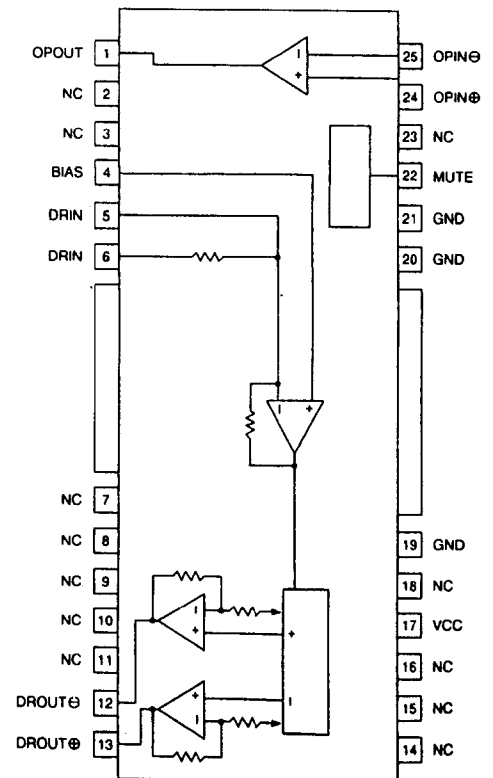 OPOUT 1
NC 2
NC 3
BIAS 4
DRIN 5
DRIN 6
NC 7
NC 8
NC 9
NC 10
NC 11
DROUT⊖ 12
DROUT⊕ 13
25 OPIN⊖
24 OPIN⊕
23 NC
22 MUTE
21 GND
20 GND
19 GND
18 NC
17 VCC
16 NC
15 NC
14 NC